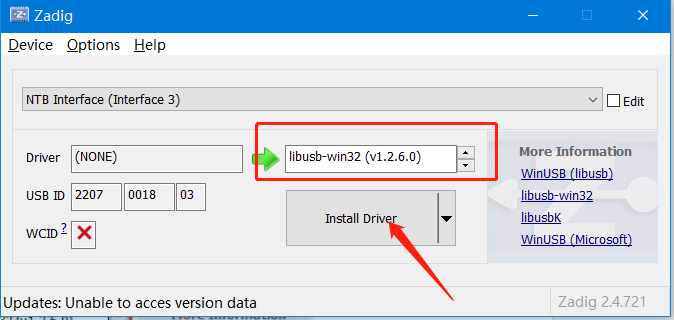 Zadig
Device Options Help
NTB Interface (Interface 3)
Edit
Driver (NONE)
libusb-win32 (v1.2.6.0)
USB ID 2207 0018 03
WCID ?
Install Driver
More Information
WinUSB (libusb)
libusb-win32
libusbK
WinUSB (Microsoft)
Updates: Unable to acces version data
Zadig 2.4.721